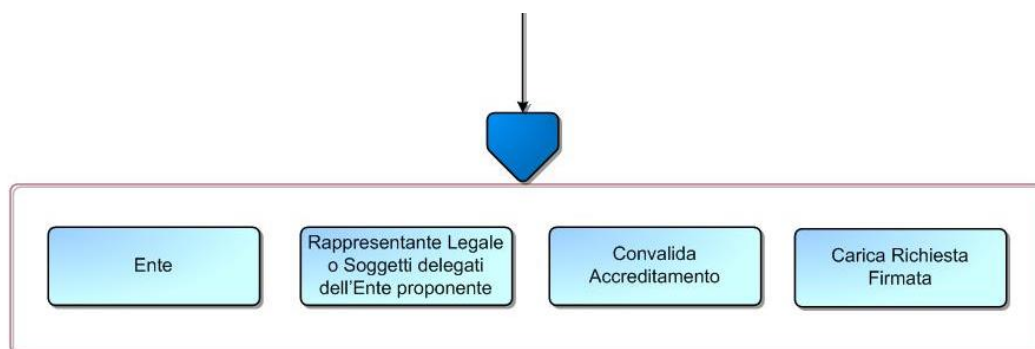 Ente
Rappresentante Legale
o Soggetti delegati
dell'Ente proponente
Convalida
Accreditamento
Carica Richiesta
Firmata